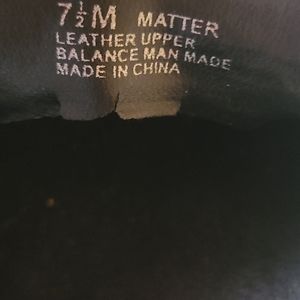 7½M MATTER
LEATHER UPPER
BALANCE MAN MADE
MADE IN CHINA